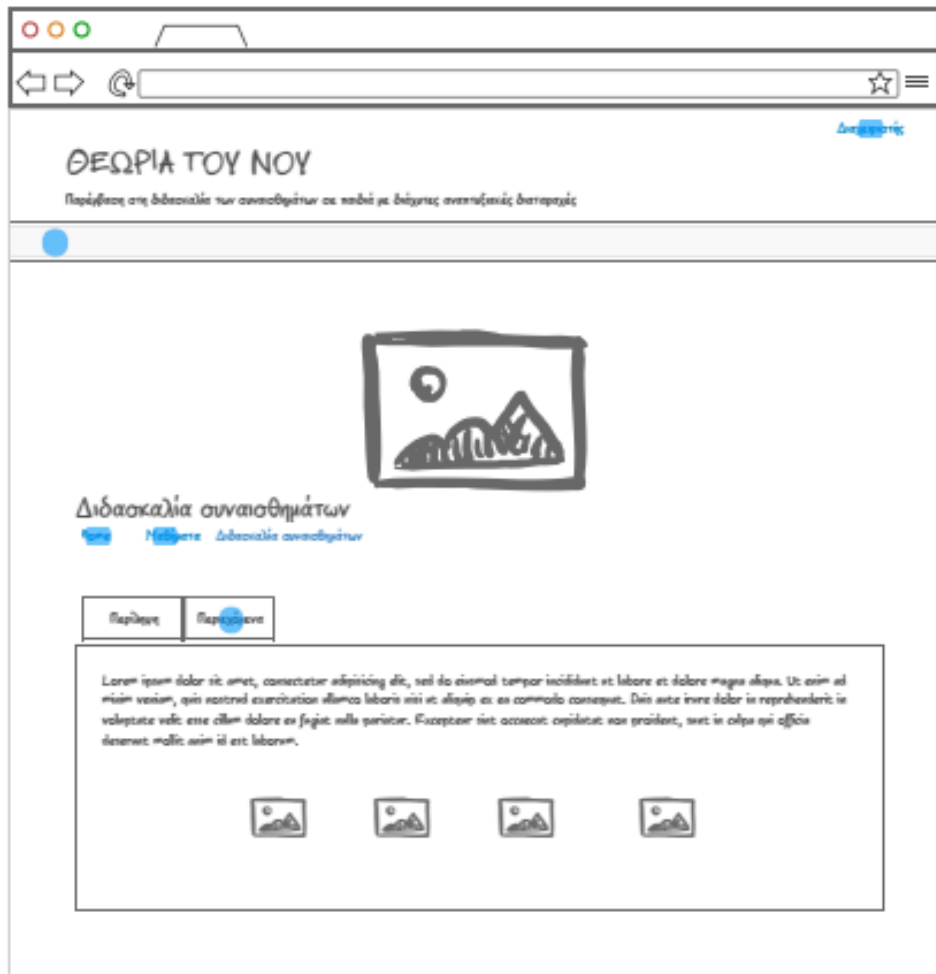 Διαχειριστής
ΘΕΩΡΙΑ ΤΟΥ ΝΟΥ
Παρέμβαση στη διδασκαλία των συναισθημάτων σε παιδιά με διάχυτες αναπτυξιακές διαταραχές
Διδασκαλία συναισθημάτων
Home Μαθήματα Διδασκαλία συναισθημάτων
Περίληψη Περιεχόμενα
Lorem ipsum dolor sit amet, consectetur adipisicing elit, sed do eiusmod tempor incididunt ut labore et dolore magna aliqua. Ut enim ad
minim veniam, quis nostrud exercitation ullamco laboris nisi ut aliquip ex ea commodo consequat. Duis aute irure dolor in reprehenderit in
voluptate velit esse cillum dolore eu fugiat nulla pariatur. Excepteur sint occaecat cupidatat non proident, sunt in culpa qui officia
deserunt mollit anim id est laborum.